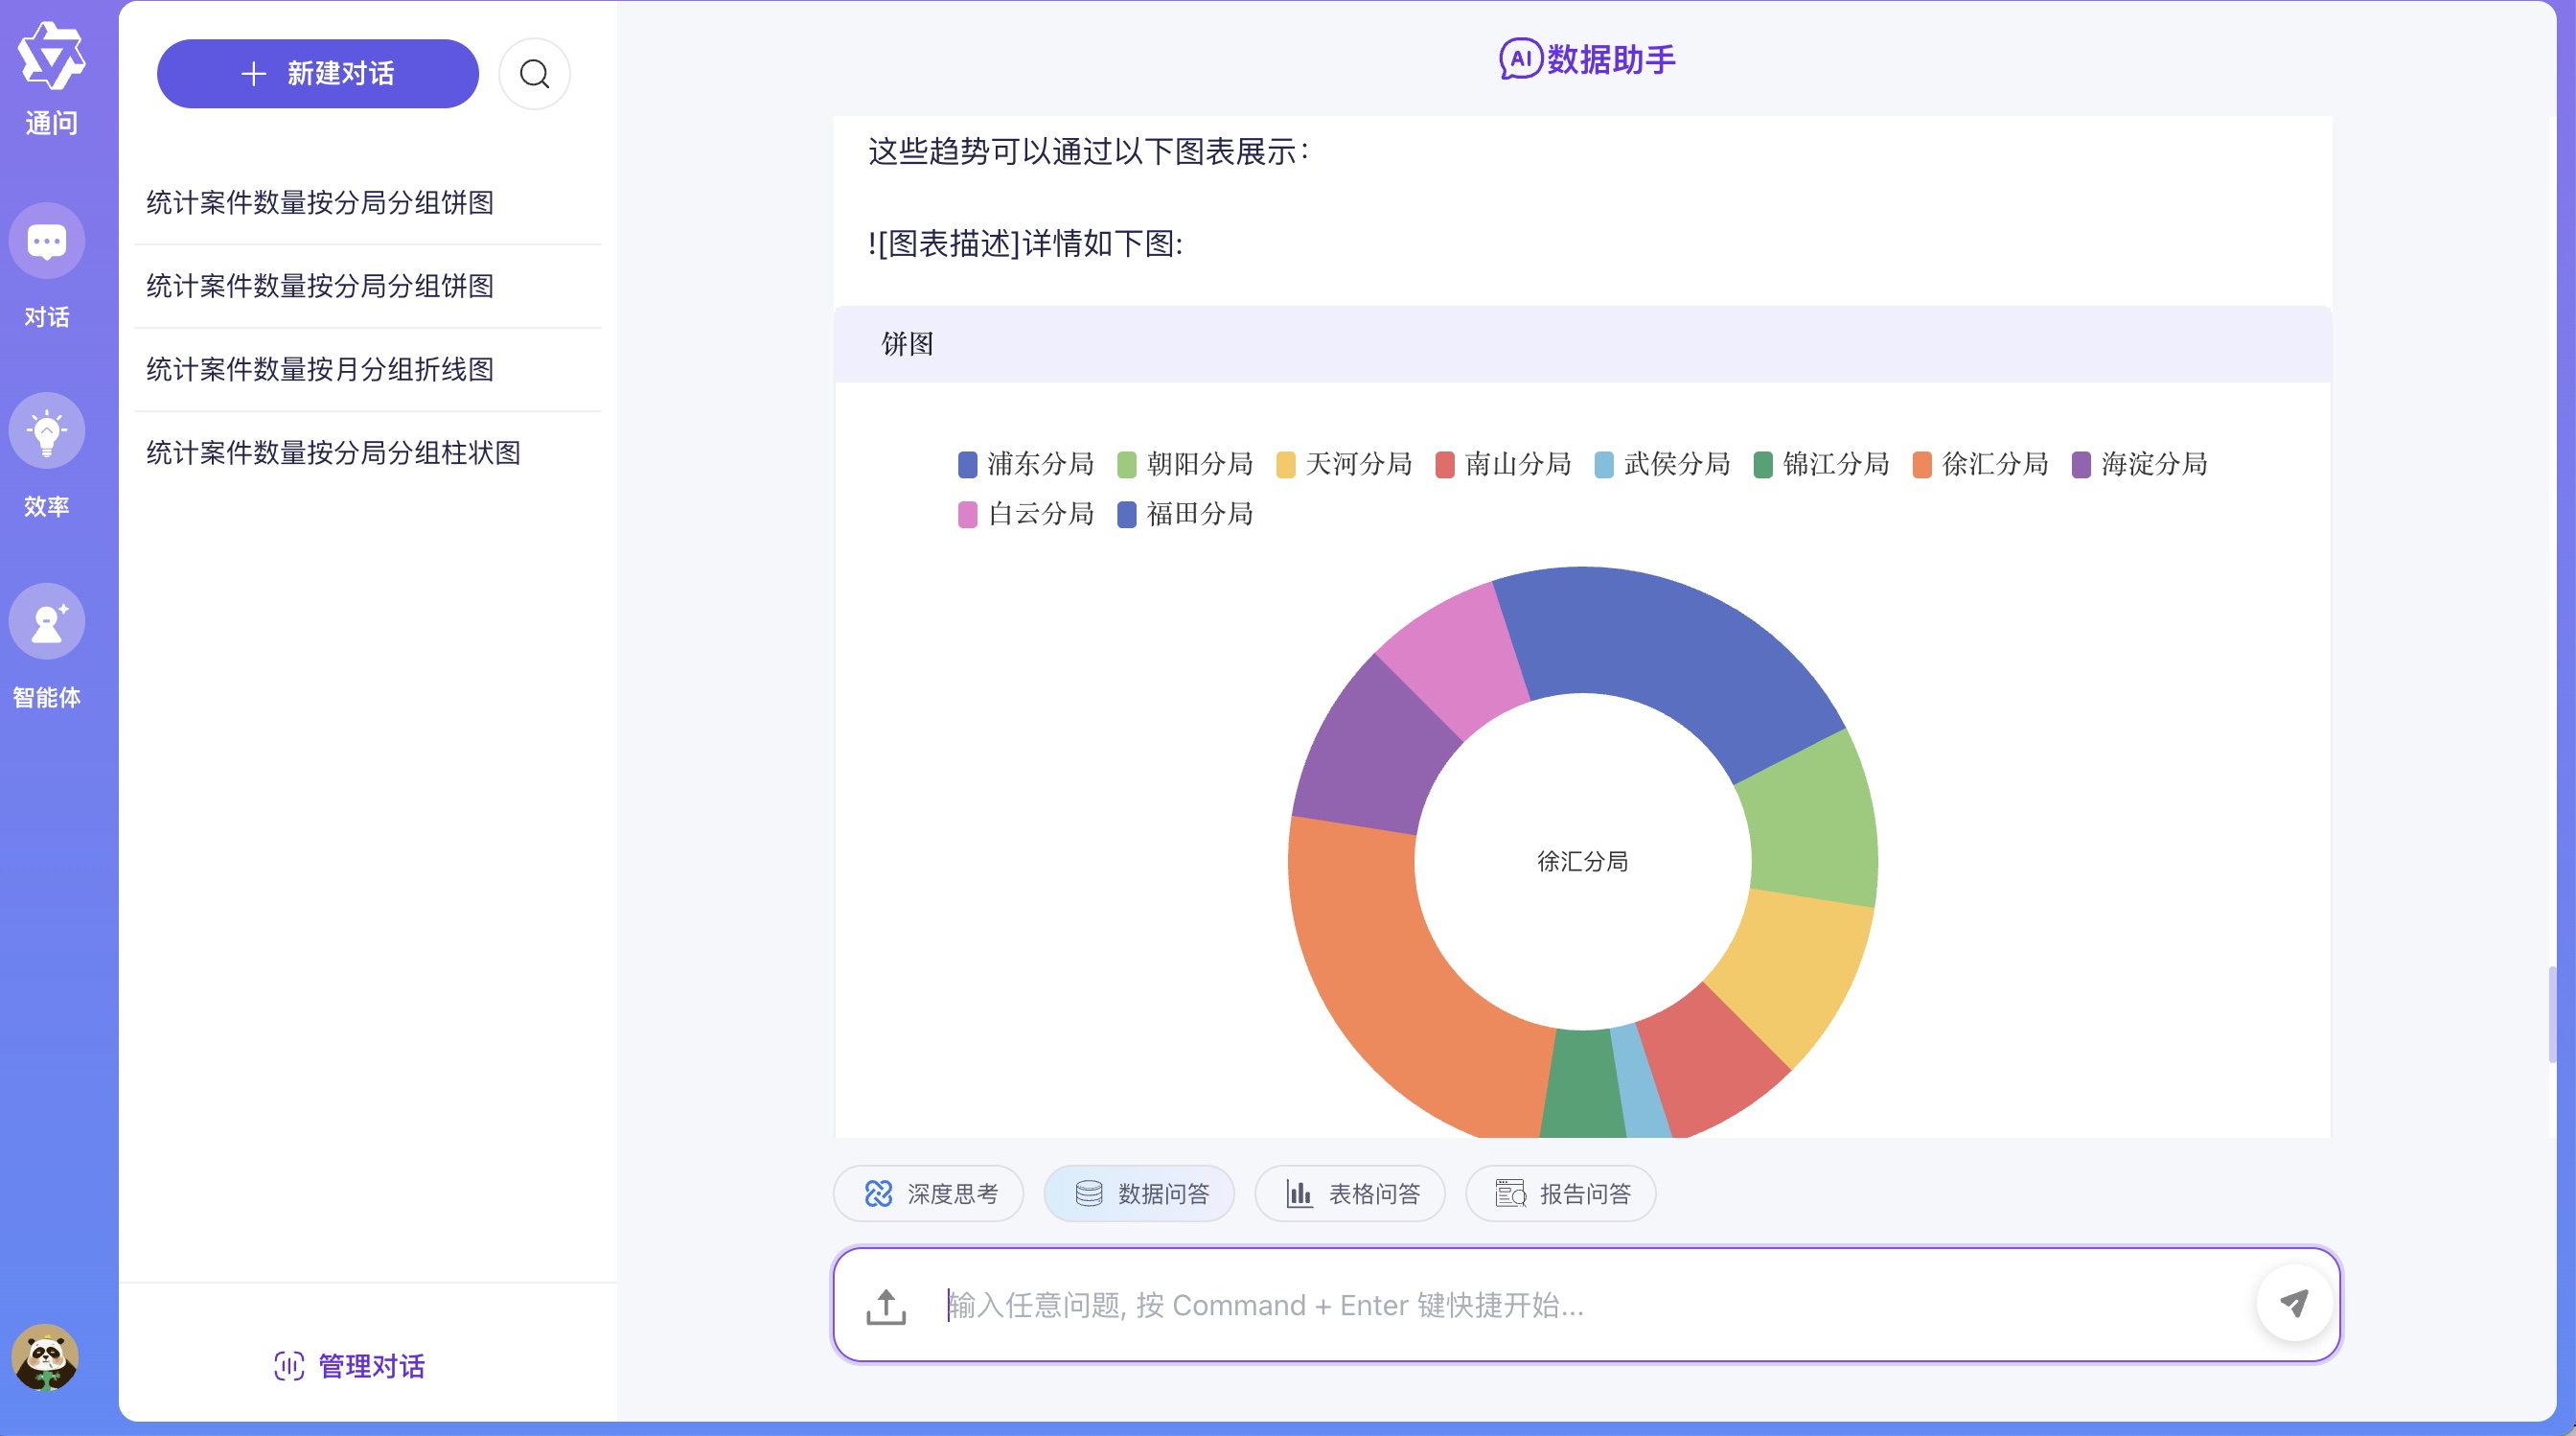 通问
对话
效率
智能体
新建对话
统计案件数量按分局分组饼图
统计案件数量按分局分组饼图
统计案件数量按月分组折线图
统计案件数量按分局分组柱状图
管理对话
AI数据助手
这些趋势可以通过以下图表展示：
![图表描述]详情如下图:
饼图
浦东分局 朝阳分局 天河分局 南山分局 武侯分局 锦江分局 徐汇分局 海淀分局
白云分局 福田分局
徐汇分局
深度思考 数据问答 表格问答 报告问答
输入任意问题, 按 Command + Enter 键快捷开始...